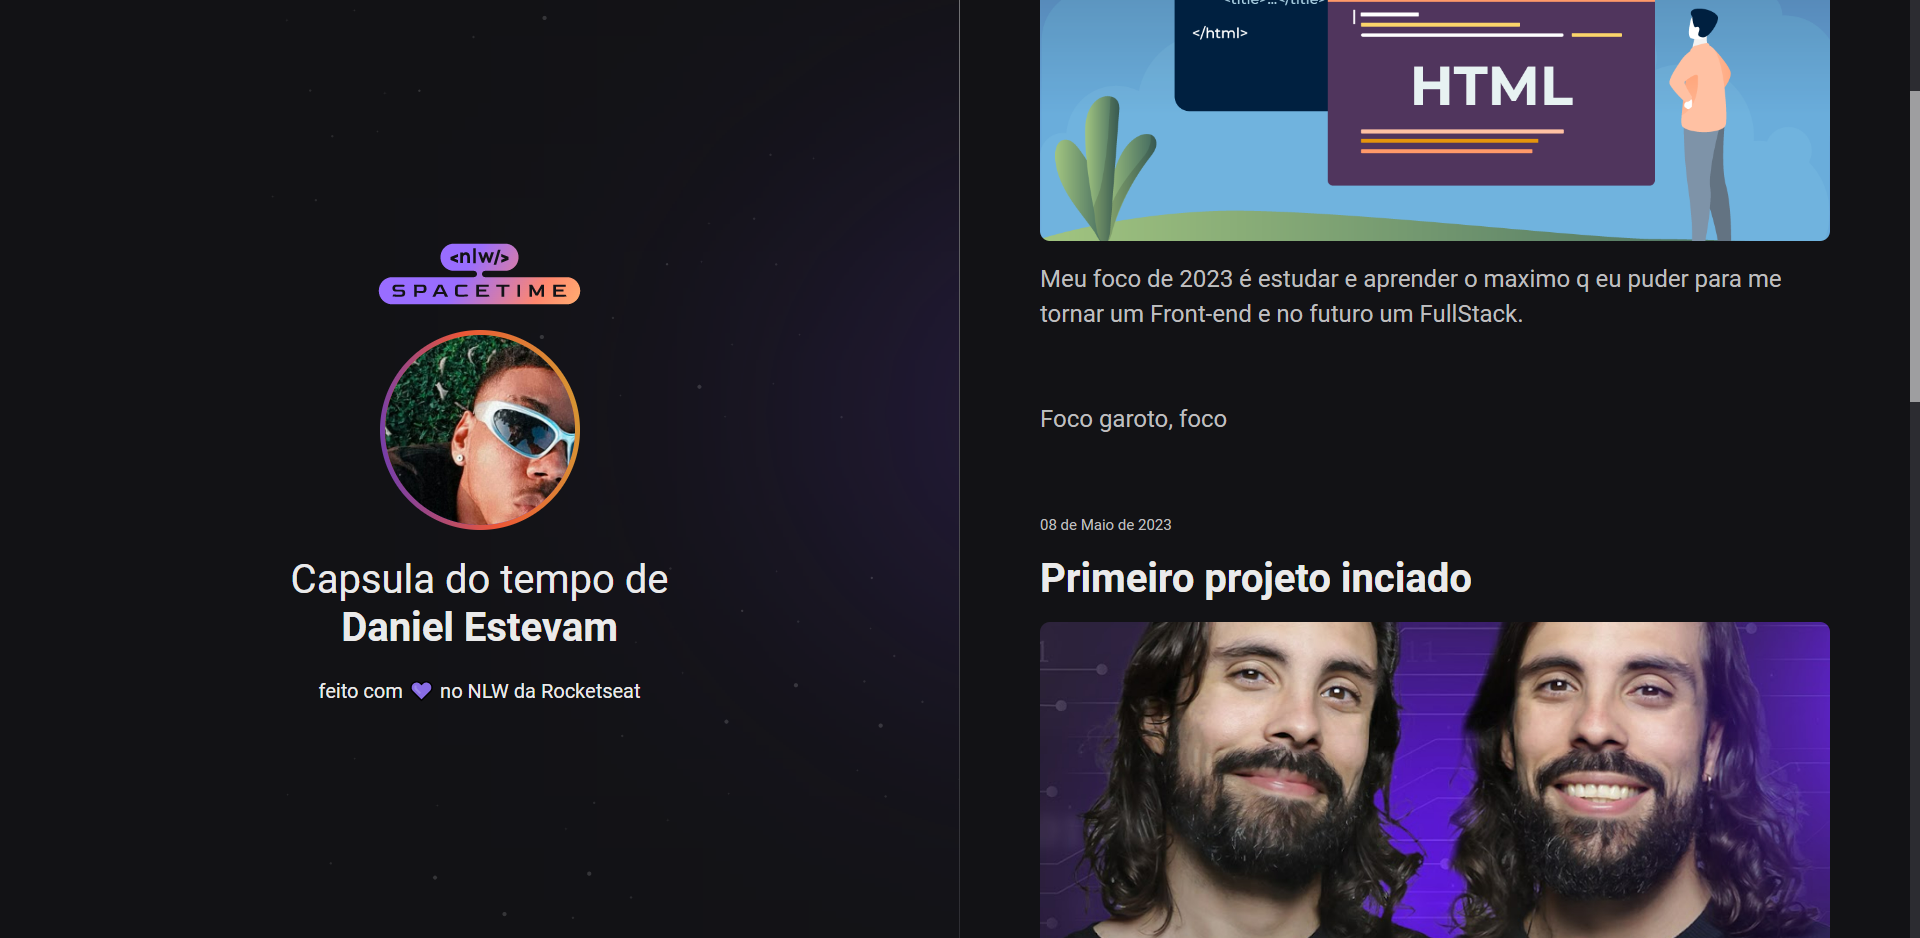 <nlw/>
SPACETIME
Capsula do tempo de
Daniel Estevam
feito com 💜 no NLW da Rocketseat
<title>...</title>
</html>
HTML
Meu foco de 2023 é estudar e aprender o maximo q eu puder para me
tornar um Front-end e no futuro um FullStack.
Foco garoto, foco
08 de Maio de 2023
Primeiro projeto inciado